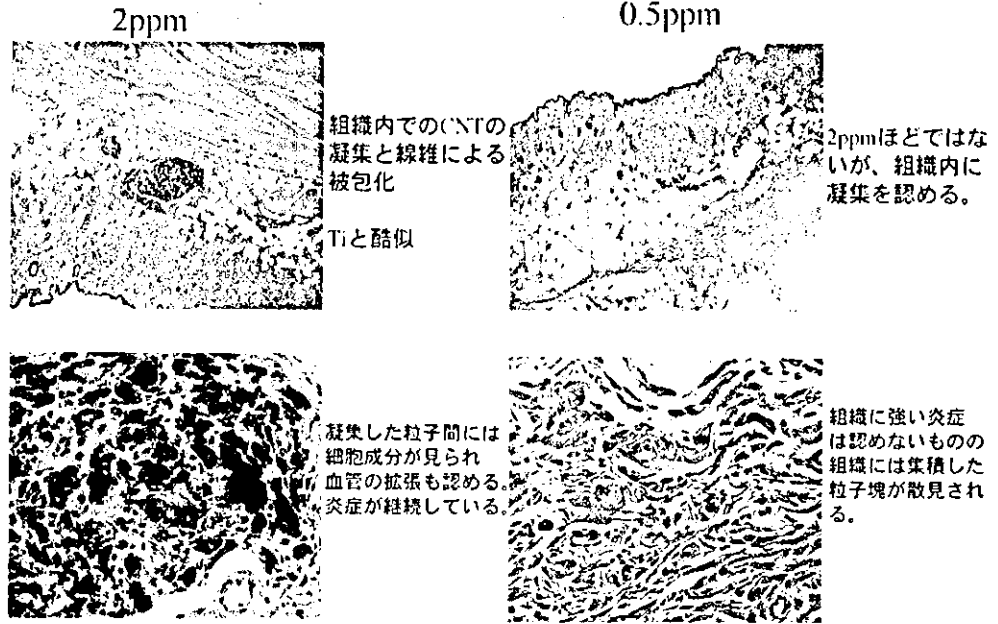 2ppm
組織内でのCNTの
凝集と線維による
被包化
Tiと酷似
0.5ppm
2ppmほどではな
いが、組織内に
凝集を認める。
凝集した粒子間には
細胞成分が見られ
血管の拡張も認める。
炎症が継続している。
組織に強い炎症
は認めないものの
組織には集積した
粒子塊が散見され
る。